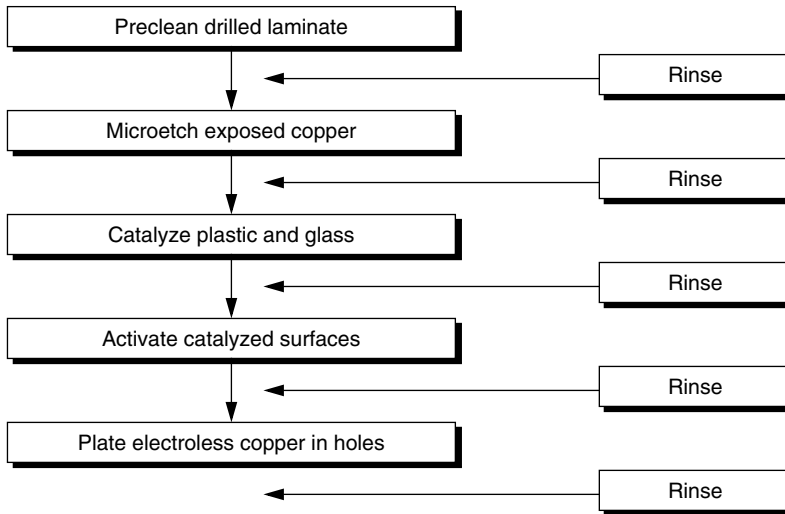 Preclean drilled laminate
Rinse
Microetch exposed copper
Rinse
Catalyze plastic and glass
Rinse
Activate catalyzed surfaces
Rinse
Plate electroless copper in holes
Rinse